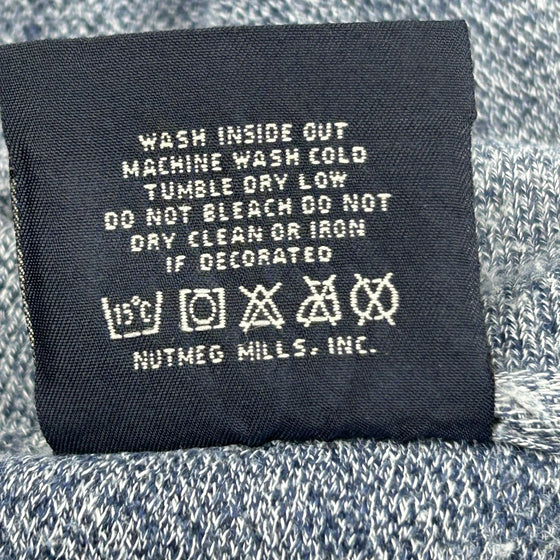 WASH INSIDE OUT
MACHINE WASH COLD
TUMBLE DRY LOW
DO NOT BLEACH DO NOT
DRY CLEAN OR IRON
IF DECORATED
15°C
NUTMEG MILLS, INC.